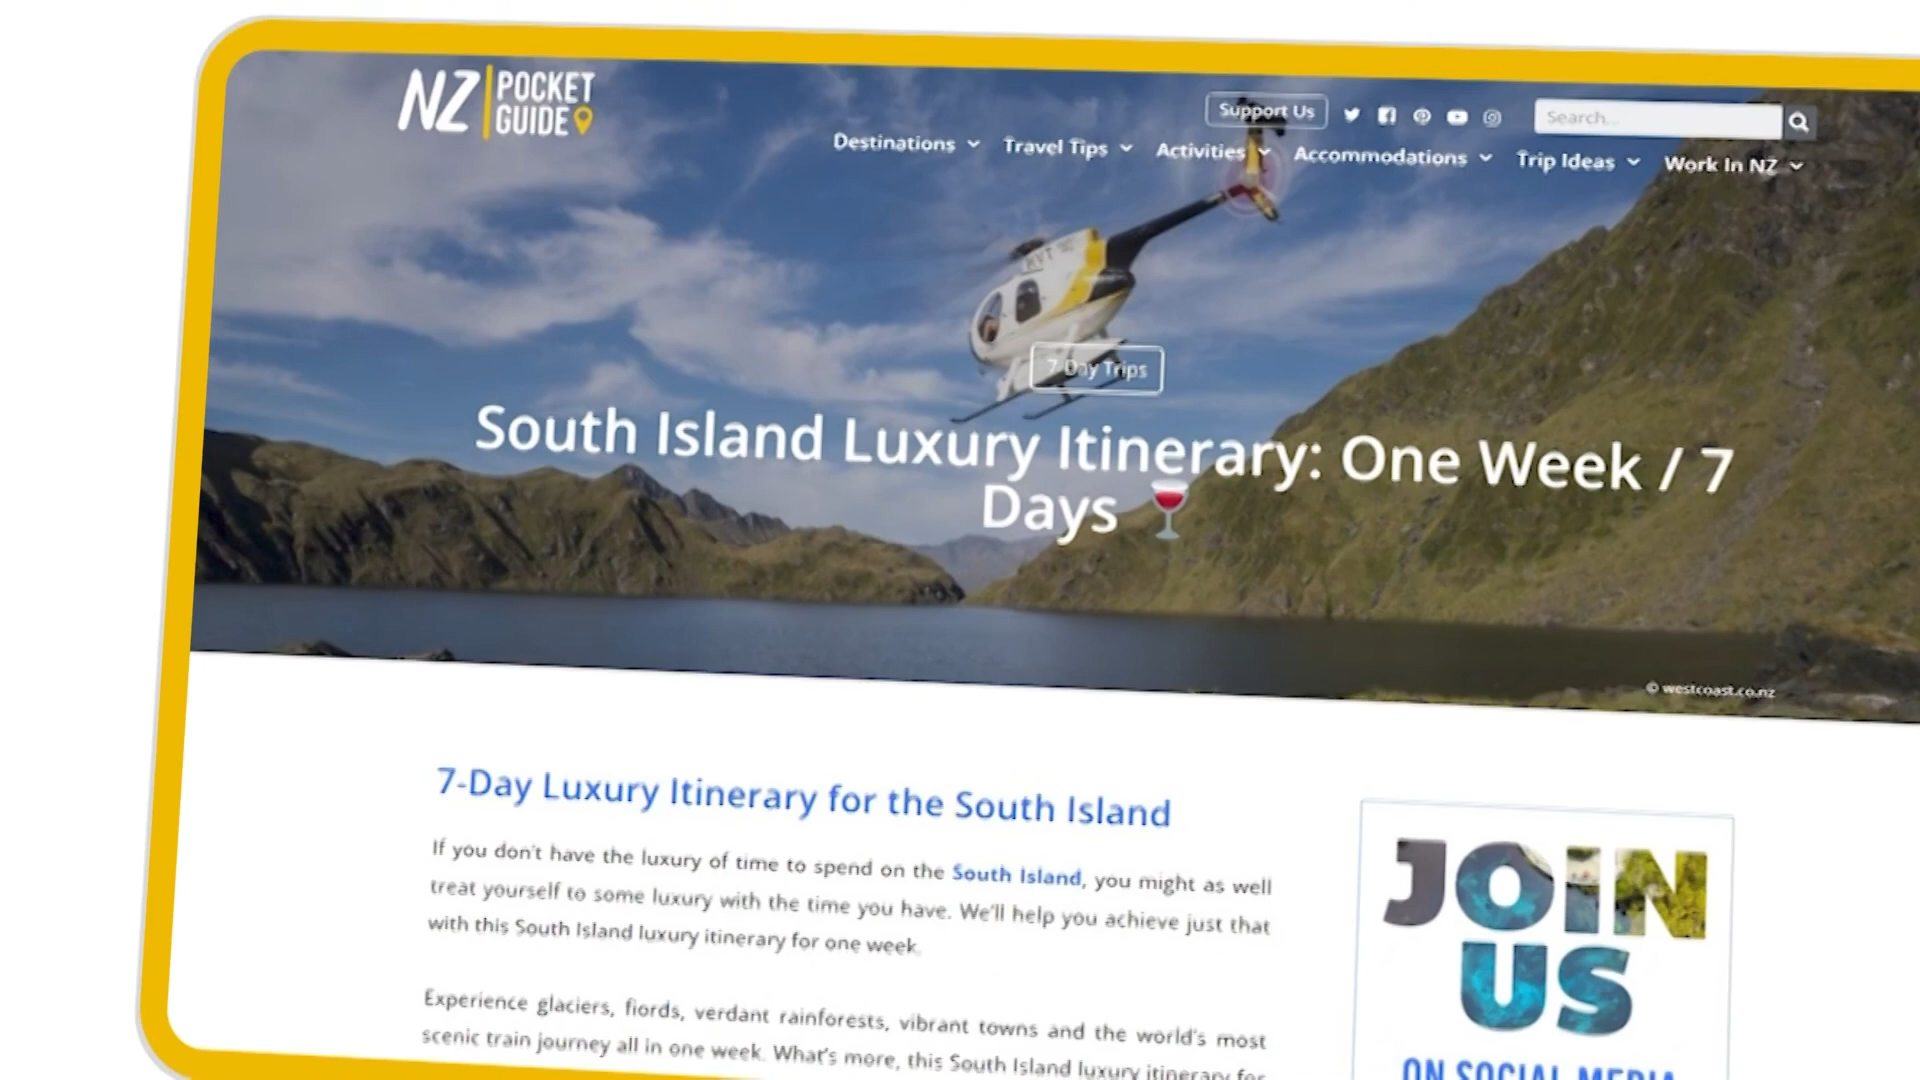 NZ POCKET GUIDE
Support Us
Search...
Destinations Travel Tips Activities Accommodations Trip Ideas Work In NZ
7 Day Trips
South Island Luxury Itinerary: One Week / 7
Days
© westcoast.co.nz
7-Day Luxury Itinerary for the South Island
If you don't have the luxury of time to spend on the South Island, you might as well
treat yourself to some luxury with the time you have. We'll help you achieve just that
with this South Island luxury itinerary for one week.
Experience glaciers, fiords, verdant rainforests, vibrant towns and the world's most
scenic train journey all in one week. What's more, this South Island luxury itinerary for
JOIN
US
ON SOCIAL MEDIA